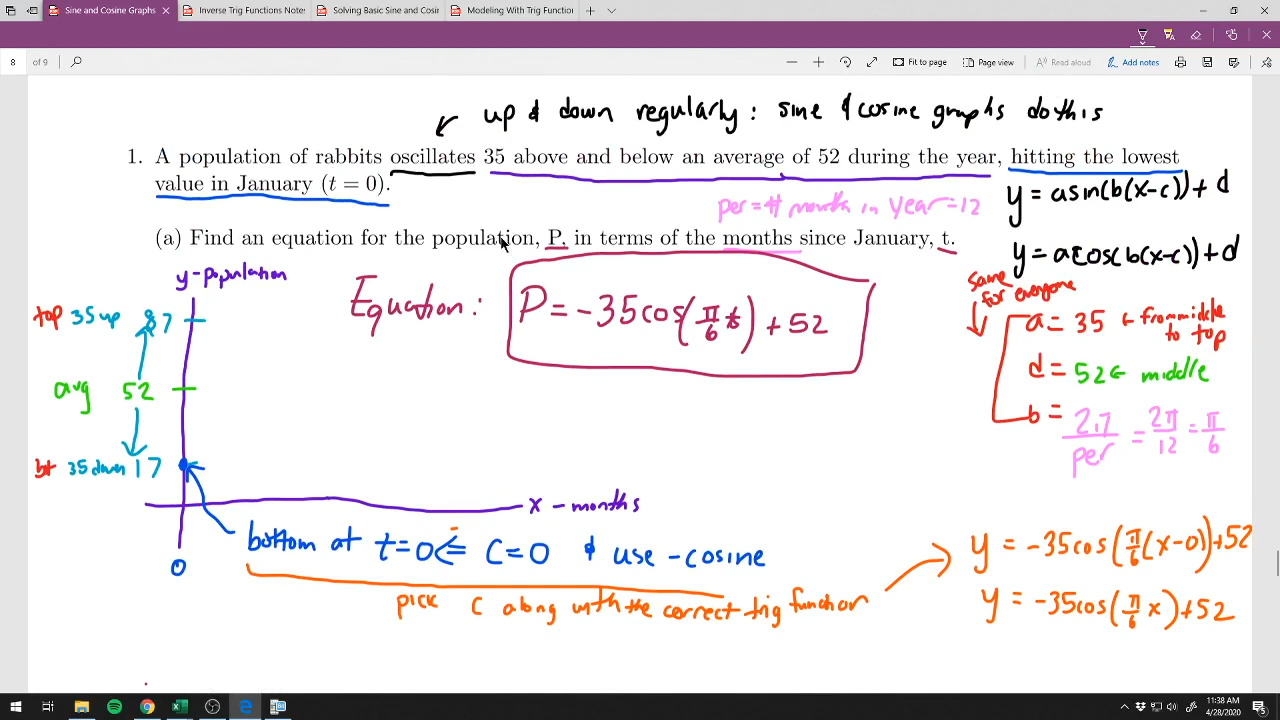 Sine and Cosine Graphs
Inverse Trig Functions Notes
Solving Basic Sine and Cosir
Modeling With Trig Function
8 of 9
Fit to page
Page view
Read aloud
Add notes
up & down regularly: sine & cosine graphs do this
1. A population of rabbits oscillates 35 above and below an average of 52 during the year, hitting the lowest
value in January (t = 0).
y = asin(b(x-c)) + d
per = # months in year = 12
(a) Find an equation for the population, P, in terms of the months since January, t.
y = acos(b(x-c)) + d
y-population
Equation: P = -35cos(π/6 t) + 52
same for everyone
top 35 up 87
a = 35 ← from middle to top
avg 52
d = 52 ← middle
b = 2π/per = 2π/12 = π/6
bot 35 down 17
x - months
bottom at t=0 ⇐ C=0 & use -cosine
0
pick C along with the correct trig function
y = -35cos(π/6(x-0))+52
y = -35cos(π/6 x)+52
11:38 AM
4/28/2020